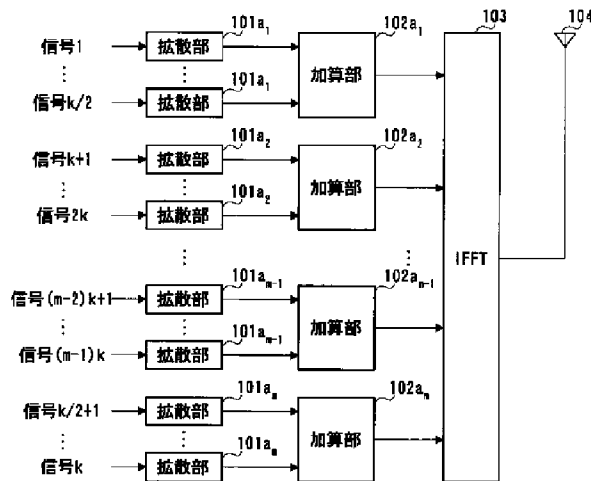 101a1 102a1 103 104
信号1 拡散部
⋮ ⋮ 加算部
101a1
信号k/2 拡散部
101a2 102a2
信号k+1 拡散部
⋮ ⋮ 加算部
101a2
信号2k 拡散部
⋮ ⋮ IFFT
101am-1 102am-1
信号(m-2)k+1 拡散部
⋮ ⋮ 加算部
101am-1
信号(m-1)k 拡散部
101am 102am
信号k/2+1 拡散部
⋮ ⋮ 加算部
101am
信号k 拡散部